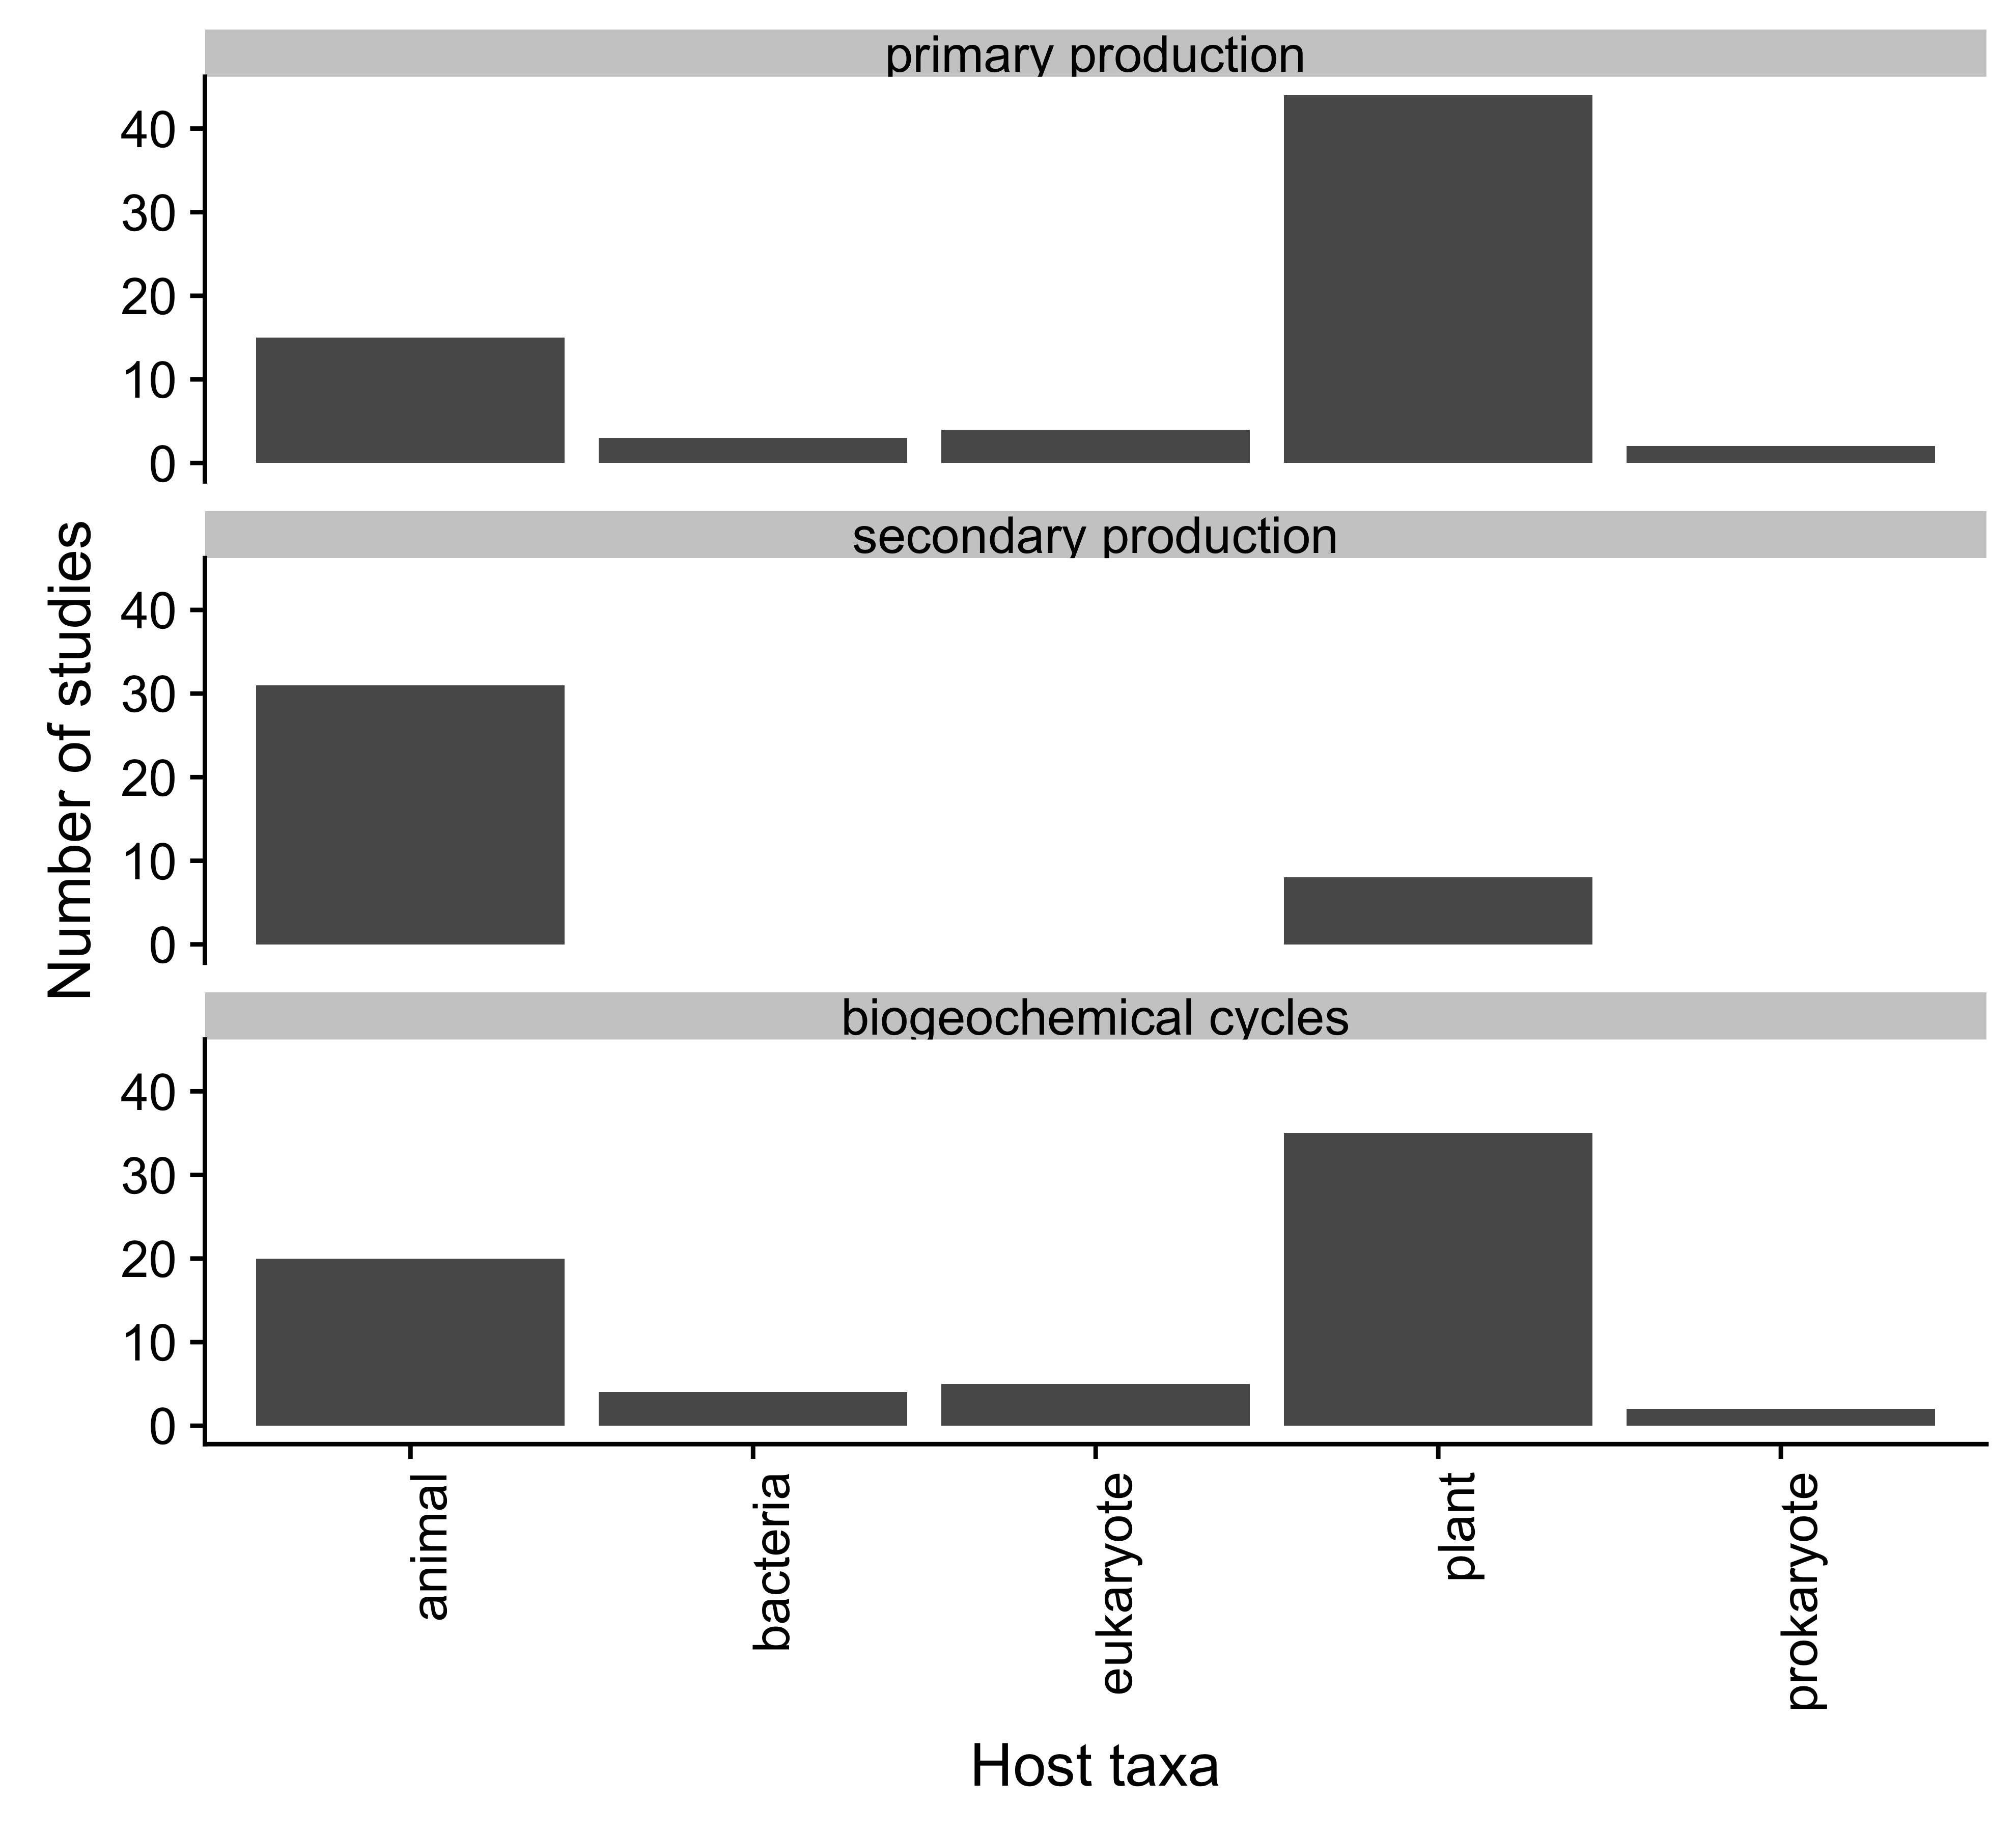 primary production
40
30
20
10
0
secondary production
40
30
20
10
0
biogeochemical cycles
40
30
20
10
0
Number of studies
animal
bacteria
eukaryote
plant
prokaryote
Host taxa